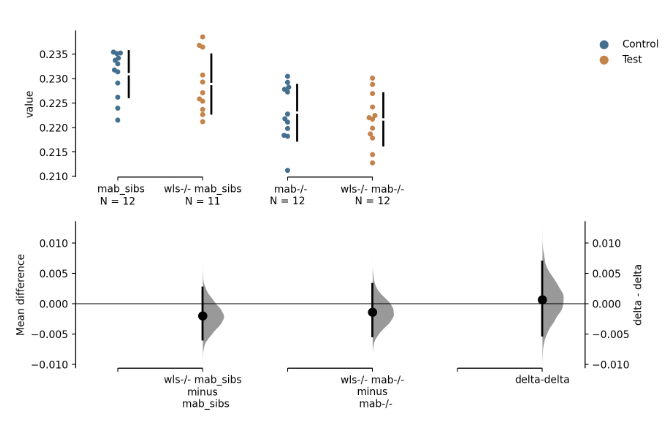 Control
Test
0.235
0.230
0.225
0.220
0.215
0.210
value
mab_sibs
N = 12
wls-/- mab_sibs
N = 11
mab-/-
N = 12
wls-/- mab-/-
N = 12
0.010
0.005
0.000
−0.005
−0.010
Mean difference
0.010
0.005
0.000
−0.005
−0.010
delta - delta
wls-/- mab_sibs
minus
mab_sibs
wls-/- mab-/-
minus
mab-/-
delta-delta